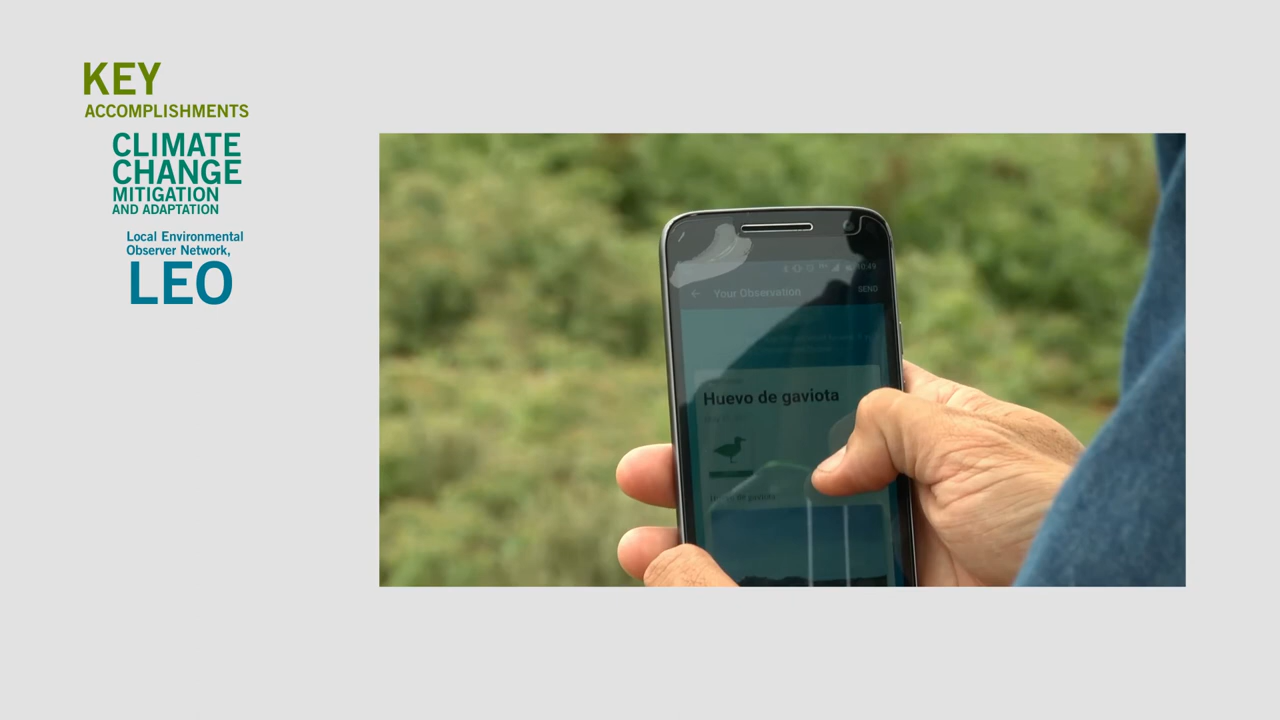 KEY
ACCOMPLISHMENTS
CLIMATE
CHANGE
MITIGATION
AND ADAPTATION
Local Environmental
Observer Network,
LEO
Your Observation SEND
Huevo de gaviota